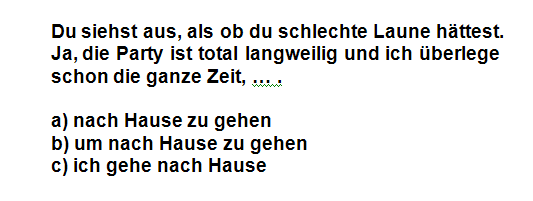 Du siehst aus, als ob du schlechte Laune hättest.
Ja, die Party ist total langweilig und ich überlege
schon die ganze Zeit, ... .
a) nach Hause zu gehen
b) um nach Hause zu gehen
c) ich gehe nach Hause